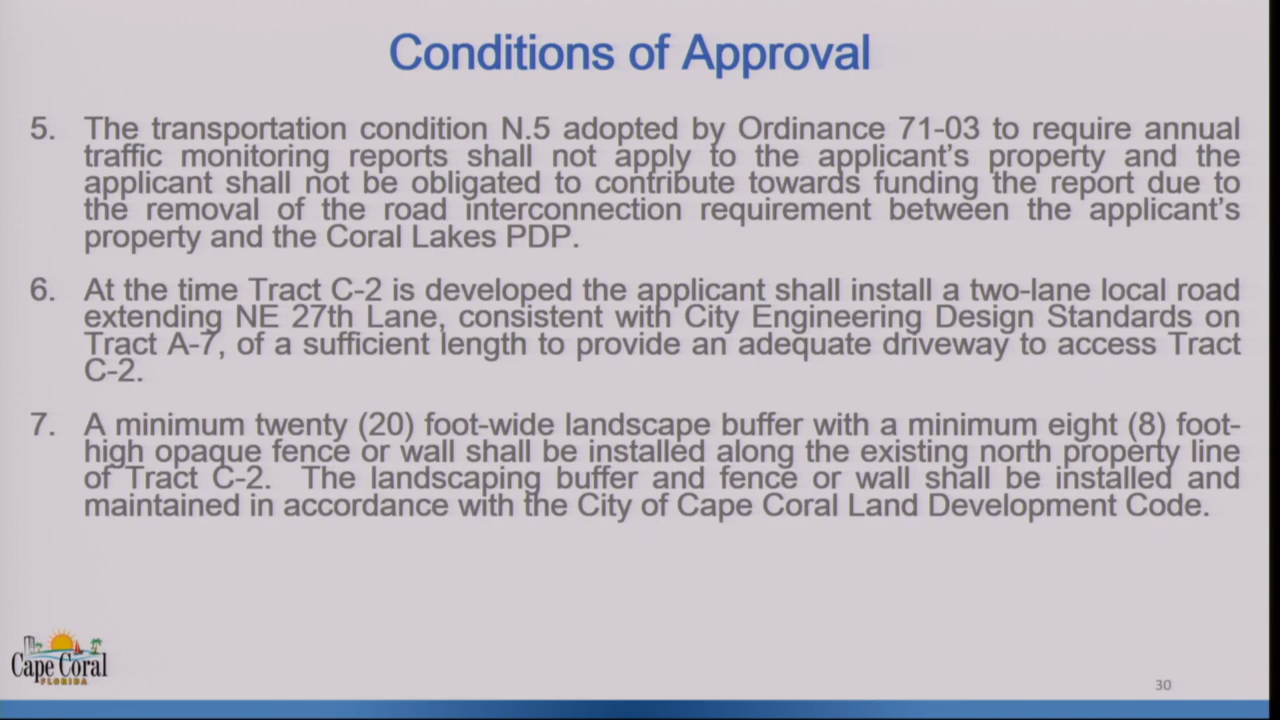 Conditions of Approval
5. The transportation condition N.5 adopted by Ordinance 71-03 to require annual
traffic monitoring reports shall not apply to the applicant's property and the
applicant shall not be obligated to contribute towards funding the report due to
the removal of the road interconnection requirement between the applicant's
property and the Coral Lakes PDP.
6. At the time Tract C-2 is developed the applicant shall install a two-lane local road
extending NE 27th Lane, consistent with City Engineering Design Standards on
Tract A-7, of a sufficient length to provide an adequate driveway to access Tract
C-2.
7. A minimum twenty (20) foot-wide landscape buffer with a minimum eight (8) foot-
high opaque fence or wall shall be installed along the existing north property line
of Tract C-2. The landscaping buffer and fence or wall shall be installed and
maintained in accordance with the City of Cape Coral Land Development Code.
Cape Coral
FLORIDA
30